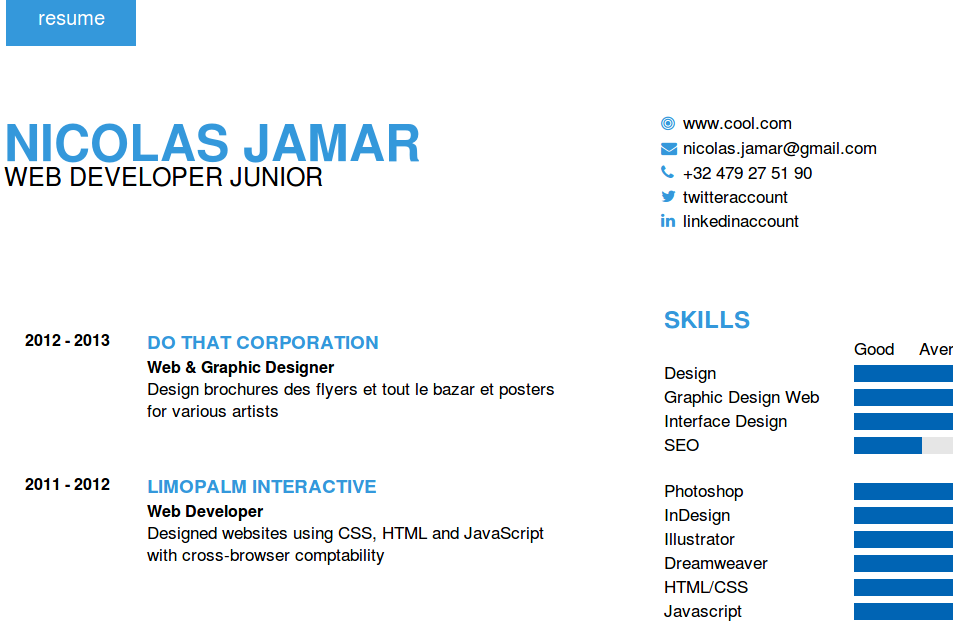 resume
NICOLAS JAMAR
WEB DEVELOPER JUNIOR
www.cool.com
nicolas.jamar@gmail.com
+32 479 27 51 90
twitteraccount
linkedinaccount
2012 - 2013
DO THAT CORPORATION
Web & Graphic Designer
Design brochures des flyers et tout le bazar et posters
for various artists
2011 - 2012
LIMOPALM INTERACTIVE
Web Developer
Designed websites using CSS, HTML and JavaScript
with cross-browser comptability
SKILLS
Good Aver
Design
Graphic Design Web
Interface Design
SEO
Photoshop
InDesign
Illustrator
Dreamweaver
HTML/CSS
Javascript